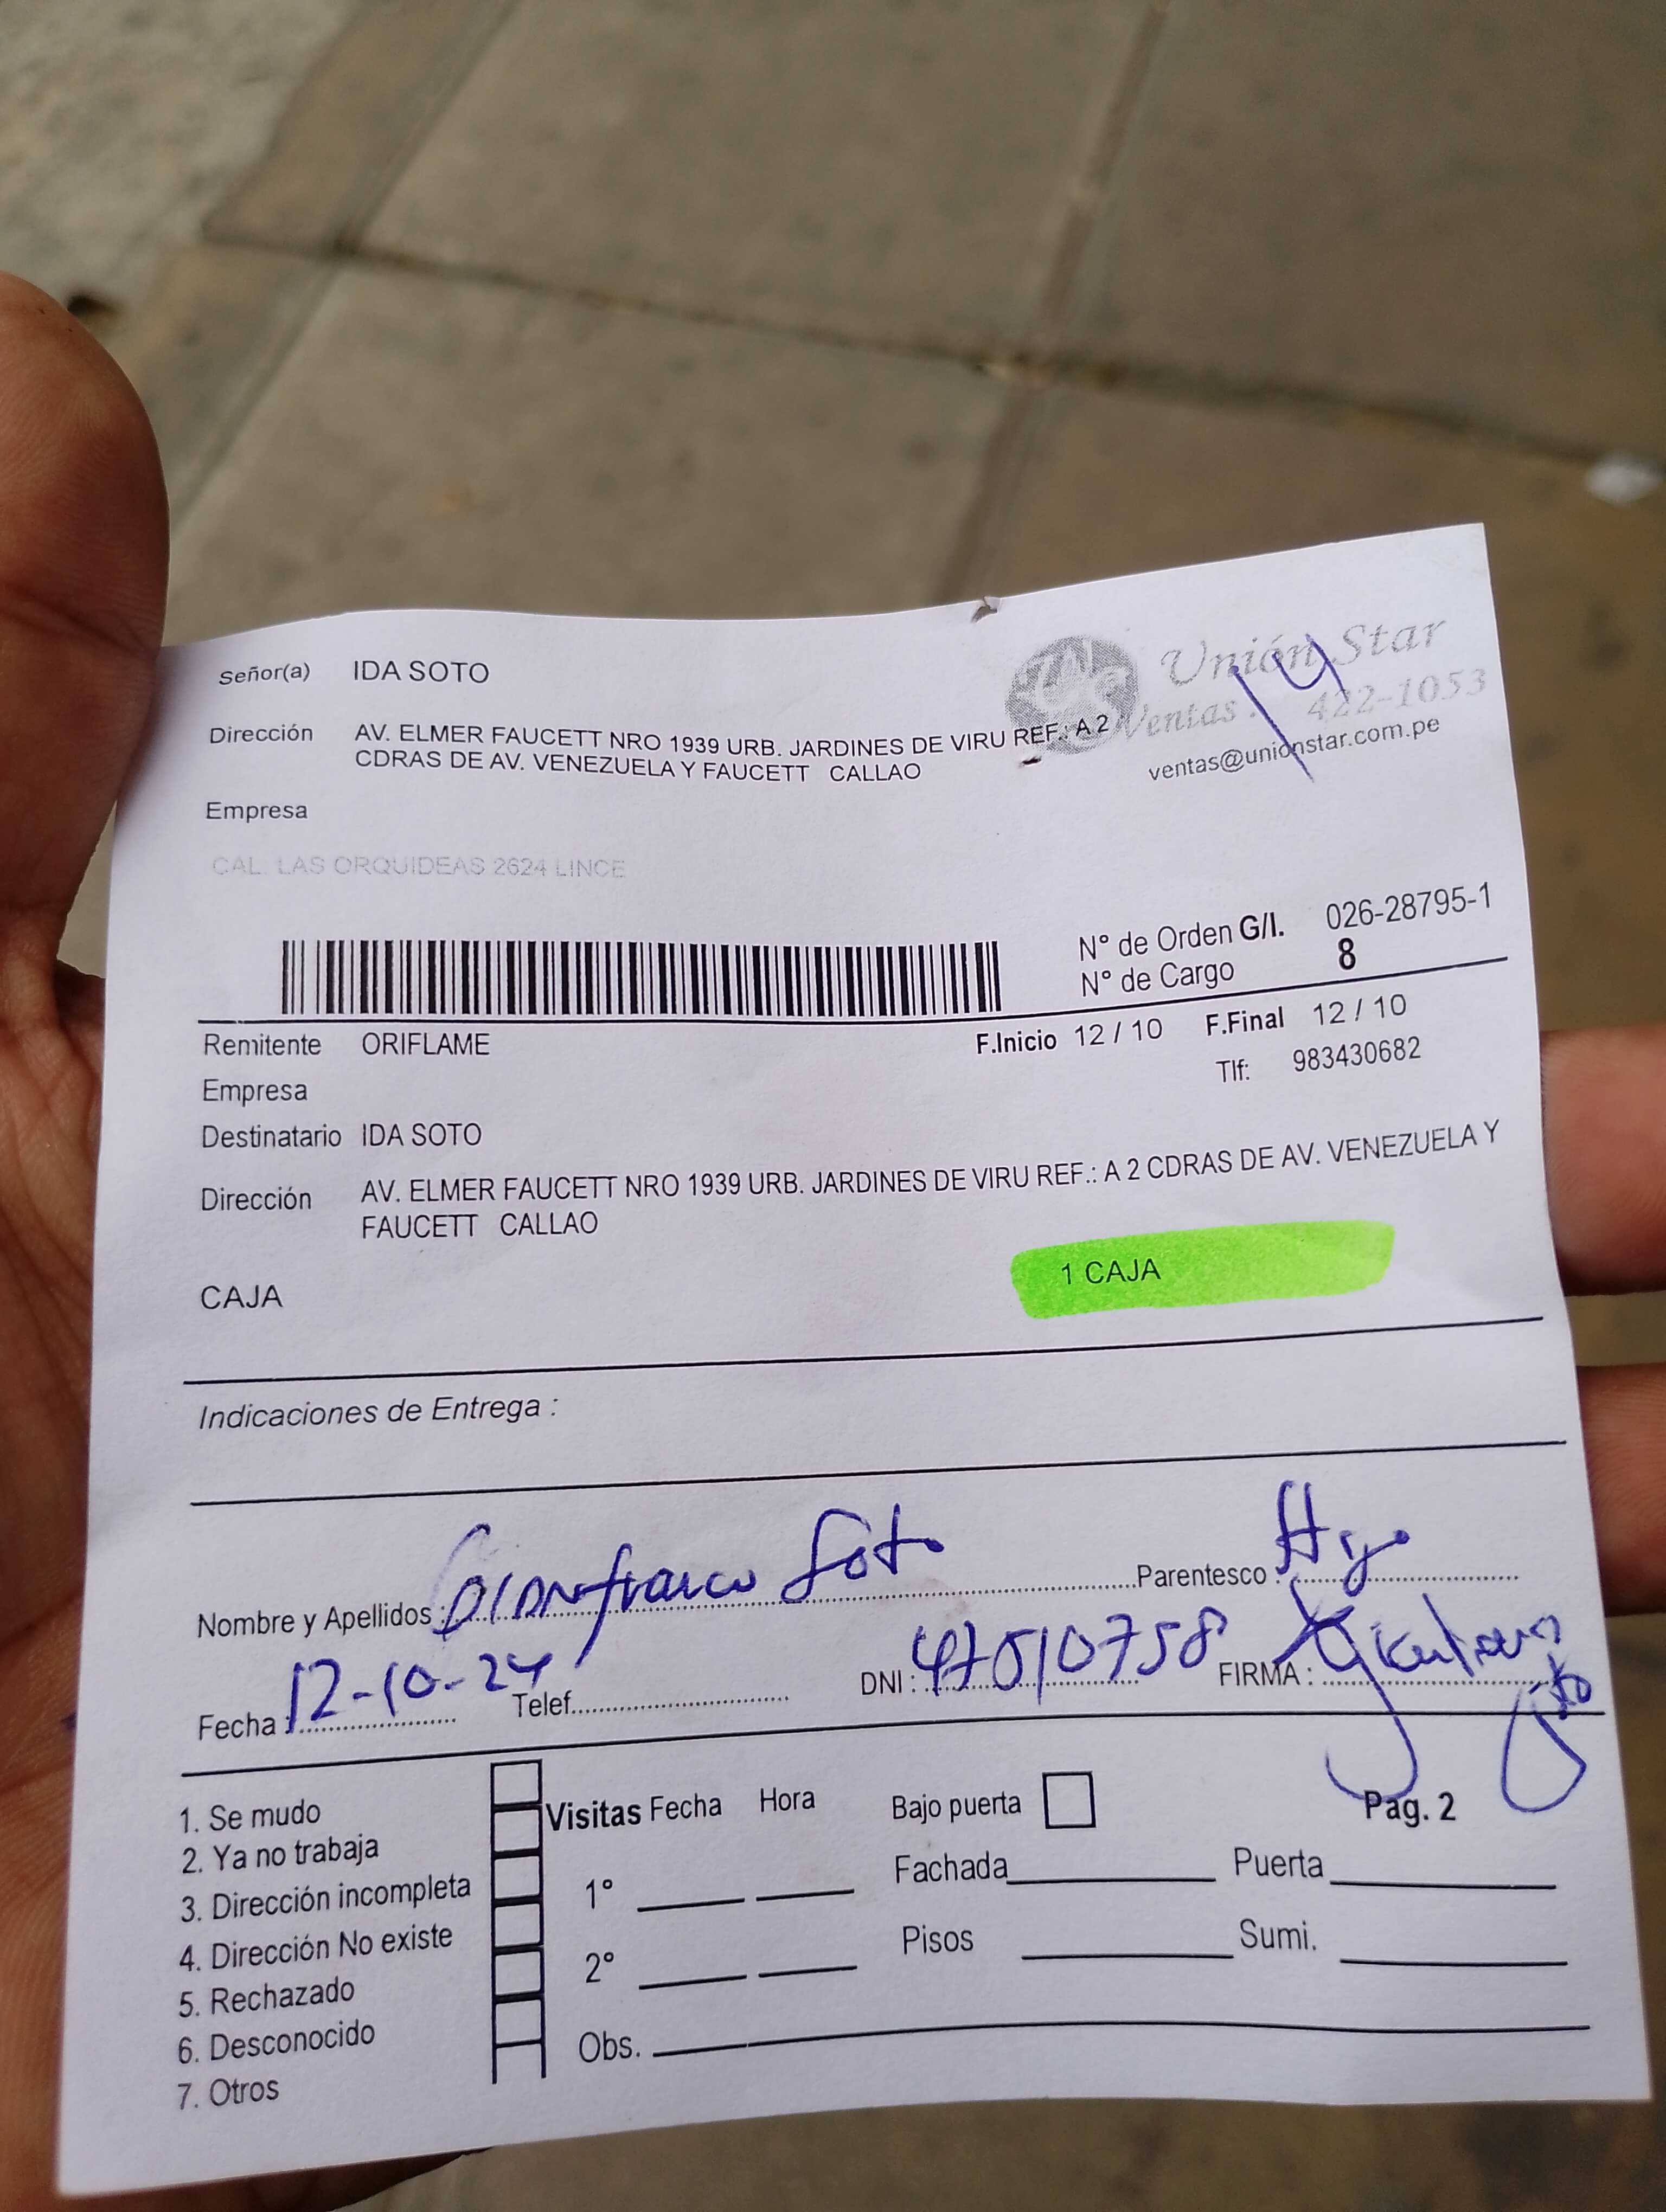 Señor(a) IDA SOTO
Unión Star
Ventas : 422-1053
ventas@unionstar.com.pe
14
Dirección AV. ELMER FAUCETT NRO 1939 URB. JARDINES DE VIRU REF.: A 2
CDRAS DE AV. VENEZUELA Y FAUCETT CALLAO
Empresa
CAL. LAS ORQUIDEAS 2624 LINCE
N° de Orden G/I. 026-28795-1
N° de Cargo 8
Remitente ORIFLAME F.Inicio 12 / 10 F.Final 12 / 10
Empresa Tlf: 983430682
Destinatario IDA SOTO
Dirección AV. ELMER FAUCETT NRO 1939 URB. JARDINES DE VIRU REF.: A 2 CDRAS DE AV. VENEZUELA Y
FAUCETT CALLAO
CAJA 1 CAJA
Indicaciones de Entrega :
Nombre y Apellidos : Gianfranco Soto Parentesco : Hijo
Fecha : 12-10-24 Telef. DNI : 47510758 FIRMA :
1. Se mudo
2. Ya no trabaja
3. Dirección incompleta
4. Dirección No existe
5. Rechazado
6. Desconocido
7. Otros
Visitas Fecha Hora
1°
2°
Obs.
Bajo puerta Pag. 2
Fachada Puerta
Pisos Sumi.